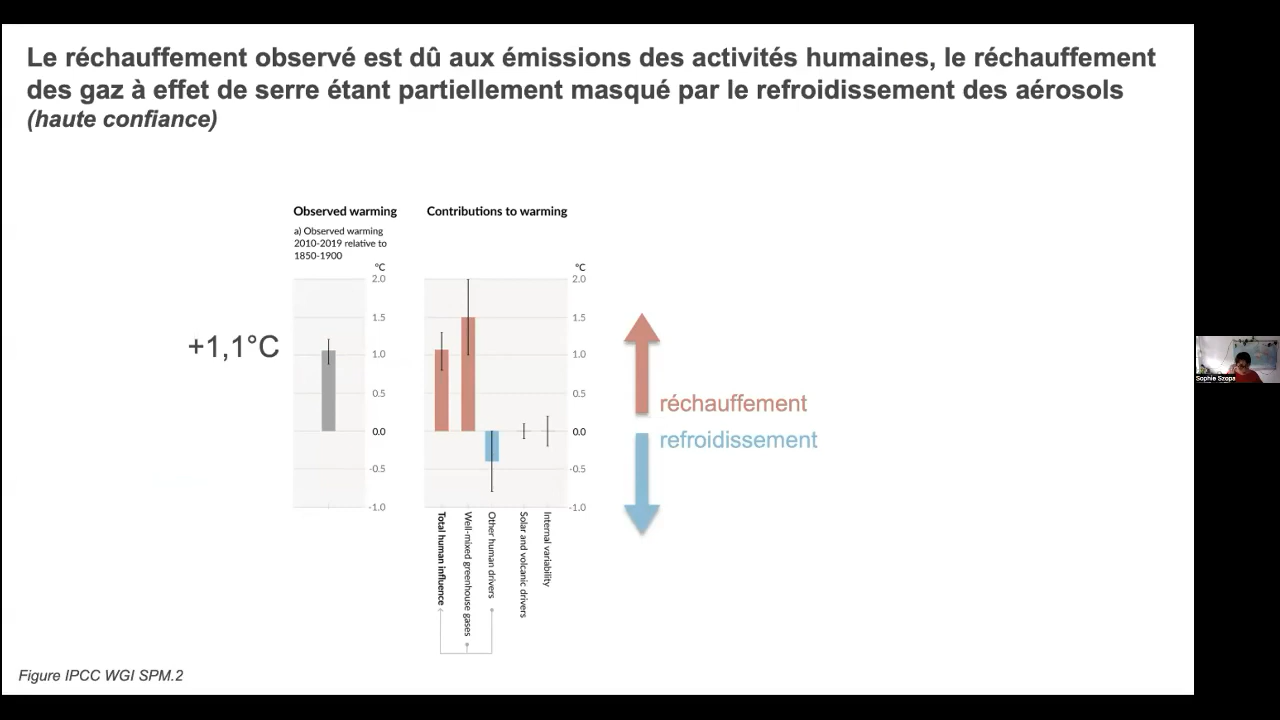 Le réchauffement observé est dû aux émissions des activités humaines, le réchauffement
des gaz à effet de serre étant partiellement masqué par le refroidissement des aérosols
(haute confiance)
Observed warming
Contributions to warming
a) Observed warming
2010-2019 relative to
1850-1900
°C
2.0
1.5
1.0
0.5
0.0
-0.5
-1.0
°C
2.0
1.5
1.0
0.5
0.0
-0.5
-1.0
+1,1°C
réchauffement
refroidissement
Total human influence
Well-mixed greenhouse gases
Other human drivers
Solar and volcanic drivers
Internal variability
Figure IPCC WGI SPM.2
Sophie Szopa